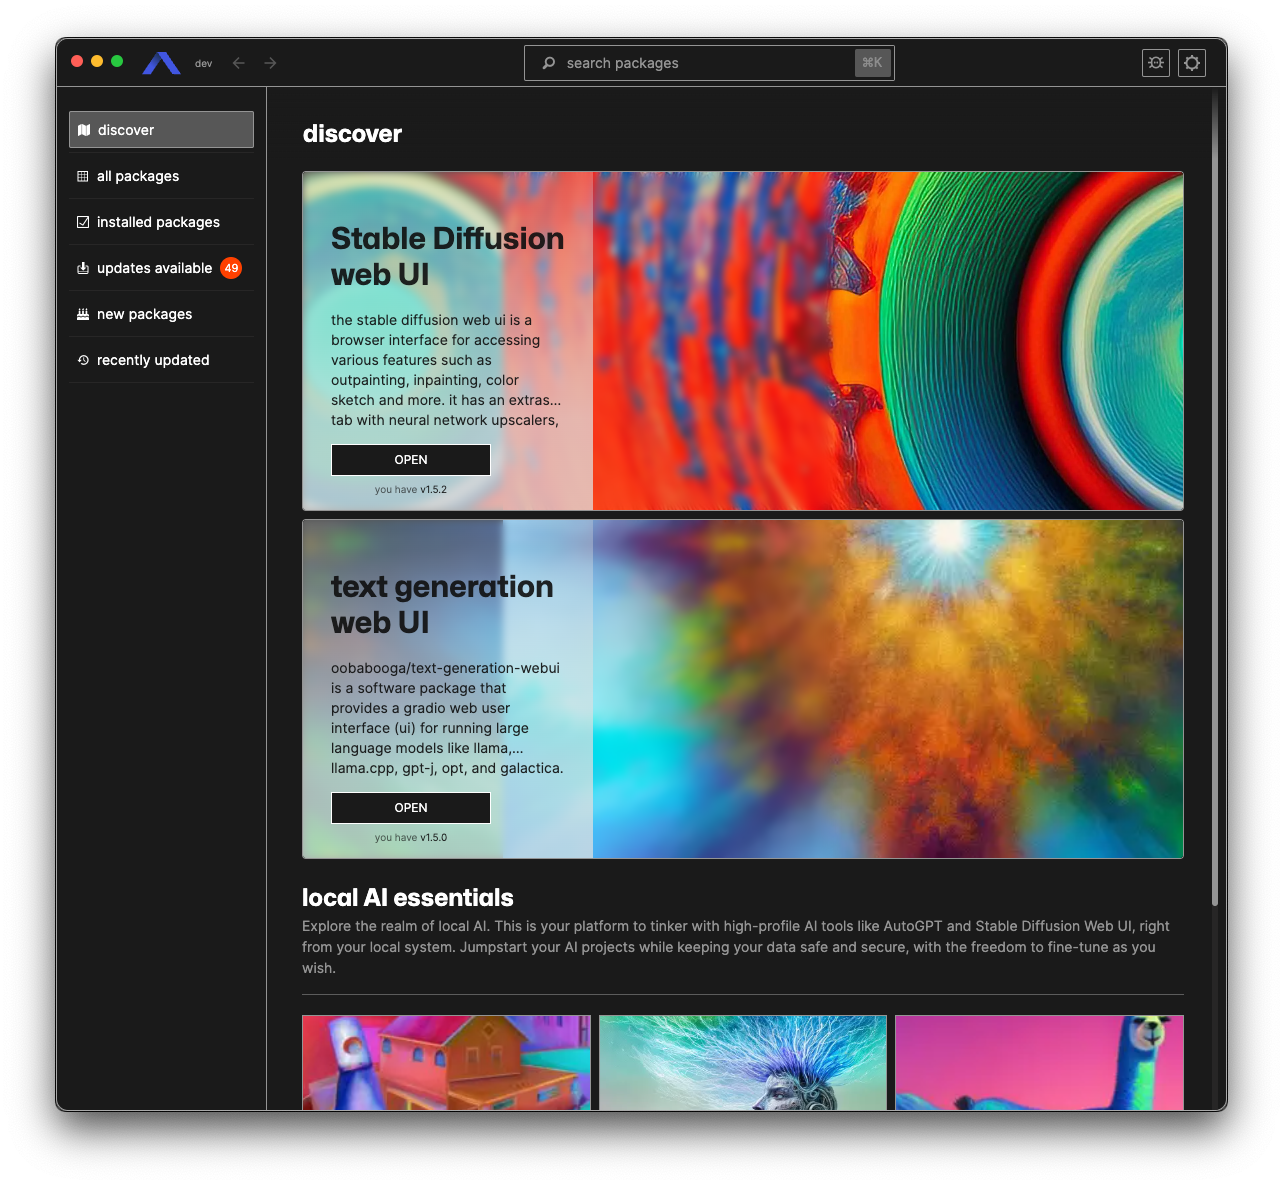 dev
search packages
⌘K
discover
all packages
installed packages
updates available 49
new packages
recently updated
discover
Stable Diffusion
web UI
the stable diffusion web ui is a
browser interface for accessing
various features such as
outpainting, inpainting, color
sketch and more. it has an extras...
tab with neural network upscalers,
OPEN
you have v1.5.2
text generation
web UI
oobabooga/text-generation-webui
is a software package that
provides a gradio web user
interface (ui) for running large
language models like llama,...
llama.cpp, gpt-j, opt, and galactica.
OPEN
you have v1.5.0
local AI essentials
Explore the realm of local AI. This is your platform to tinker with high-profile AI tools like AutoGPT and Stable Diffusion Web UI, right
from your local system. Jumpstart your AI projects while keeping your data safe and secure, with the freedom to fine-tune as you
wish.